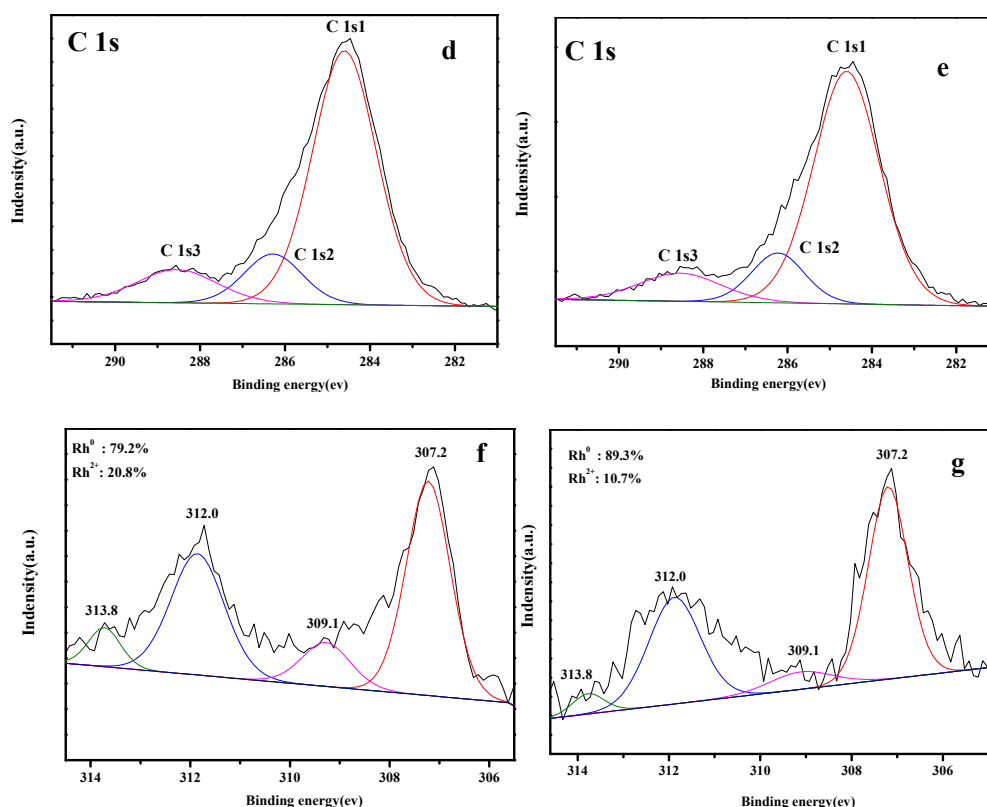 C 1s
d
C 1s1
C 1s2
C 1s3
Indensity(a.u.)
290 288 286 284 282
Binding energy(ev)
C 1s
e
C 1s1
C 1s2
C 1s3
Indensity(a.u.)
290 288 286 284 282
Binding energy(ev)
Rh⁰ : 79.2%
Rh²⁺: 20.8%
f
307.2
312.0
313.8
309.1
Indensity(a.u.)
314 312 310 308 306
Binding energy(ev)
Rh⁰ : 89.3%
Rh²⁺: 10.7%
g
307.2
312.0
313.8
309.1
Indensity(a.u.)
314 312 310 308 306
Binding energy(ev)